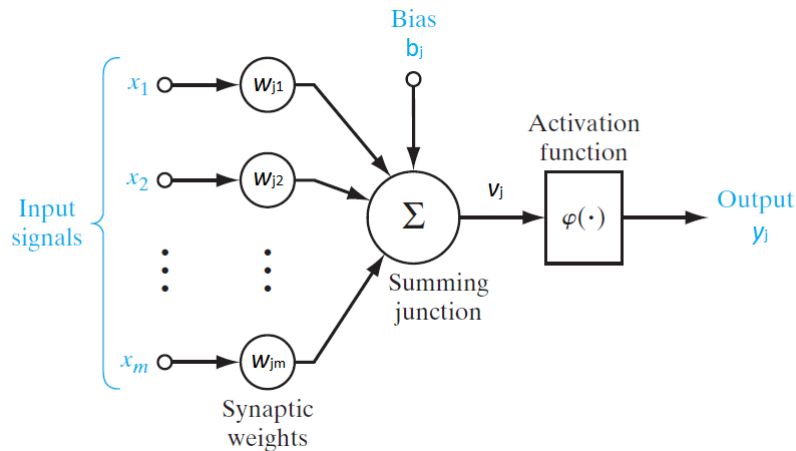 Bias
bⱼ
x₁
wⱼ₁
Activation
function
x₂
wⱼ₂
Input
signals
Σ
vⱼ
φ(·)
Output
yⱼ
Summing
junction
xₘ
wⱼₘ
Synaptic
weights